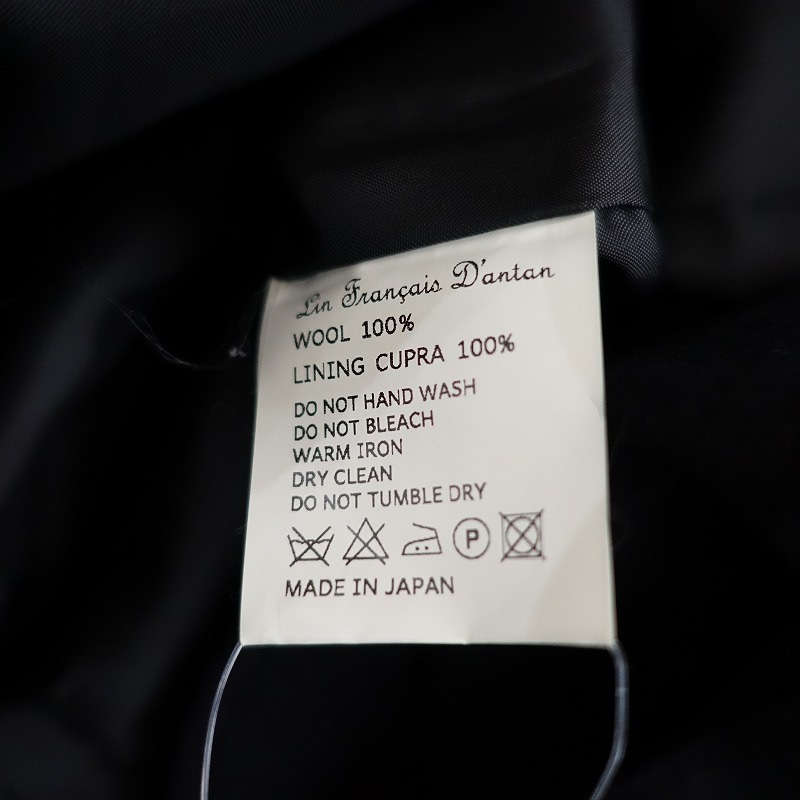 Lin Français D'antan
WOOL 100%
LINING CUPRA 100%
DO NOT HAND WASH
DO NOT BLEACH
WARM IRON
DRY CLEAN
DO NOT TUMBLE DRY
P
MADE IN JAPAN